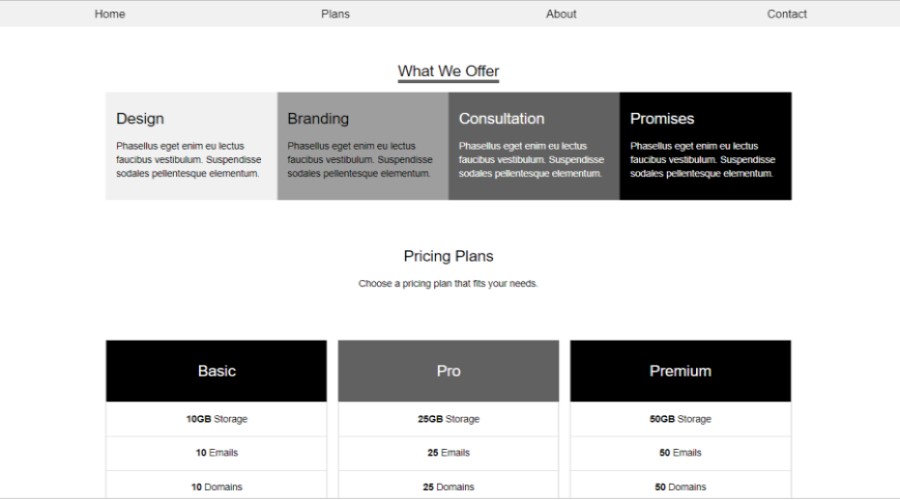 Home Plans About Contact
What We Offer
Design
Phasellus eget enim eu lectus
faucibus vestibulum. Suspendisse
sodales pellentesque elementum.
Branding
Phasellus eget enim eu lectus
faucibus vestibulum. Suspendisse
sodales pellentesque elementum.
Consultation
Phasellus eget enim eu lectus
faucibus vestibulum. Suspendisse
sodales pellentesque elementum.
Promises
Phasellus eget enim eu lectus
faucibus vestibulum. Suspendisse
sodales pellentesque elementum.
Pricing Plans
Choose a pricing plan that fits your needs.
Basic
10GB Storage
10 Emails
10 Domains
Pro
25GB Storage
25 Emails
25 Domains
Premium
50GB Storage
50 Emails
50 Domains